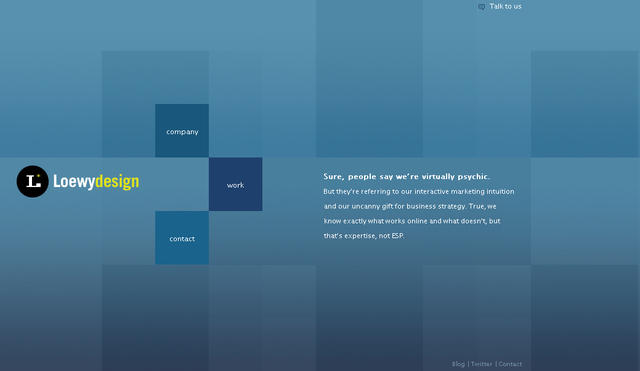 Talk to us
company
L
Loewydesign
work
contact
Sure, people say we're virtually psychic.
But they're referring to our interactive marketing intuition
and our uncanny gift for business strategy. True, we
know exactly what works online and what doesn't, but
that's expertise, not ESP.
Blog | Twitter | Contact